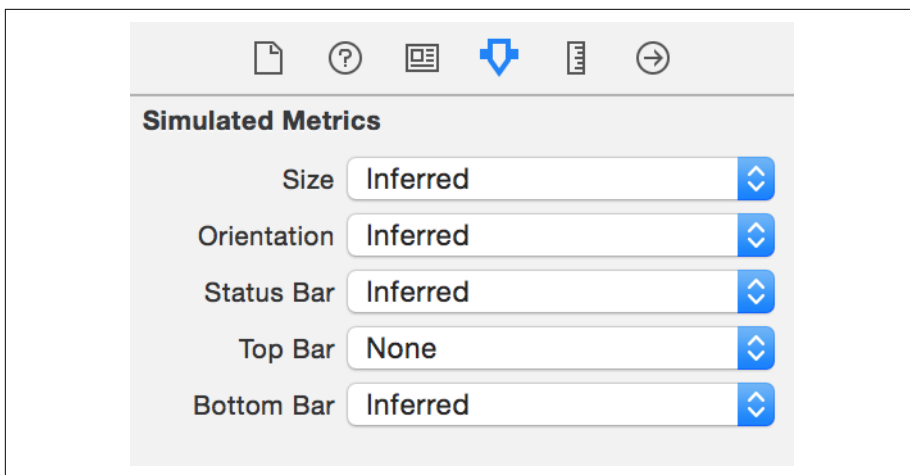 Simulated Metrics
Size Inferred
Orientation Inferred
Status Bar Inferred
Top Bar None
Bottom Bar Inferred